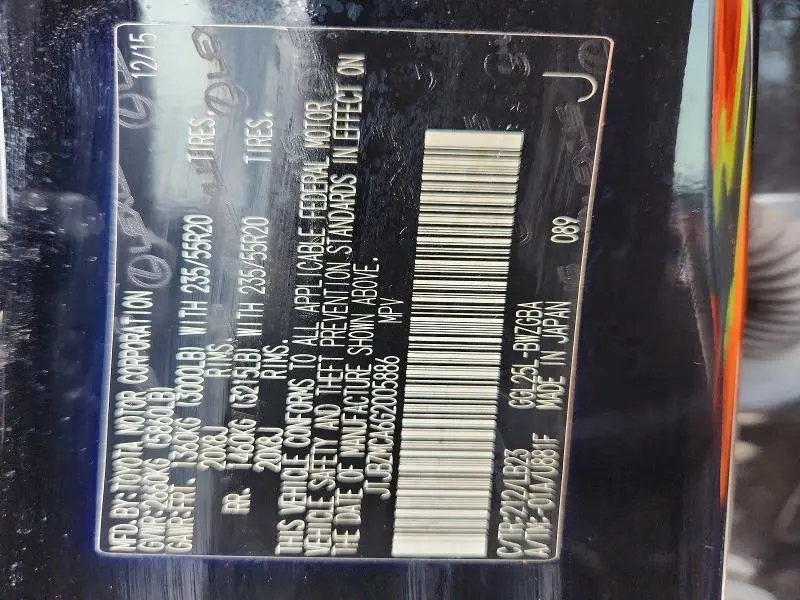 MFD.BY:TOYOTA MOTOR CORPORATION 12/15
GVWR:2660KG (5860LB)
GAWR:FRT. 1360KG (3000LB) WITH 235/55R20 TIRES.
20X8J RIMS.
RR. 1460KG (3215LB) WITH 235/55R20 TIRES.
20X8J RIMS.
THIS VEHICLE CONFORMS TO ALL APPLICABLE FEDERAL MOTOR
VEHICLE SAFETY AND THEFT PREVENTION STANDARDS IN EFFECT ON
THE DATE OF MANUFACTURE SHOWN ABOVE.
JTJBZMCA6G2005886 MPV
C/TR:212/LB23 GGL25L-BWZGBA
A/TM:-01A/U881F MADE IN JAPAN 089 J